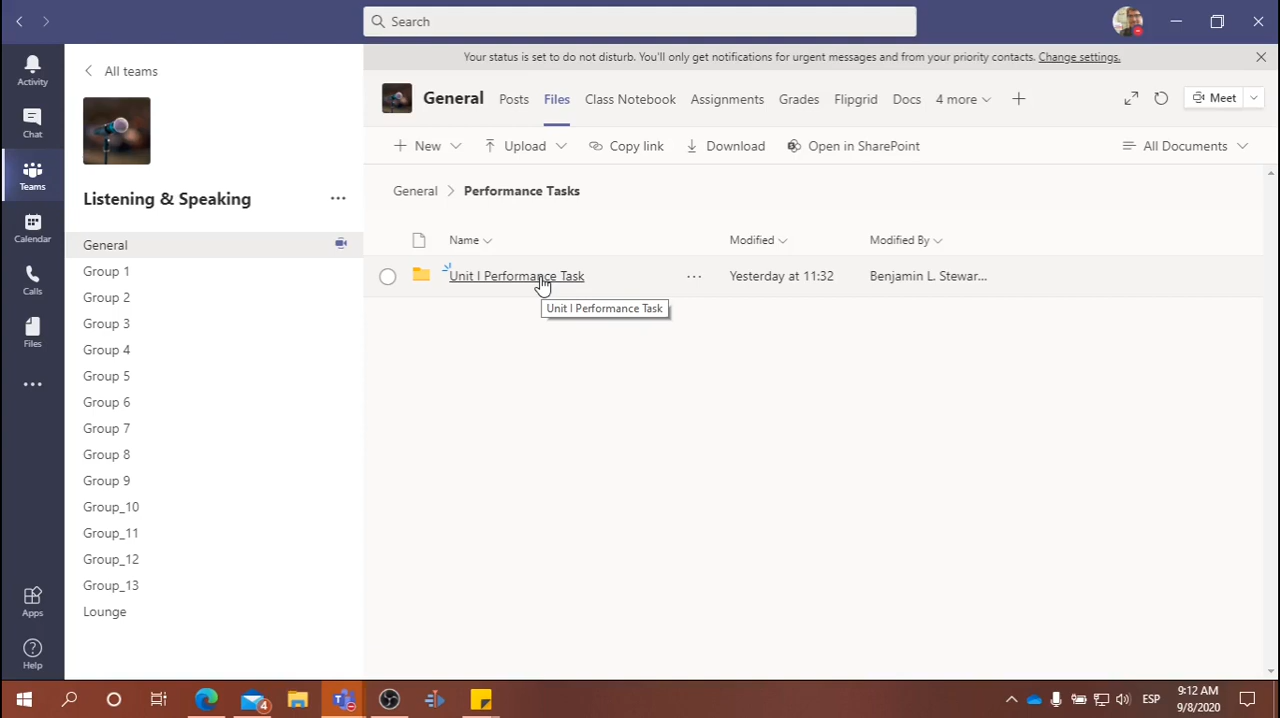 Search
Your status is set to do not disturb. You'll only get notifications for urgent messages and from your priority contacts. Change settings.
Activity
Chat
Teams
Calendar
Calls
Files
Apps
Help
All teams
Listening & Speaking
General
Group 1
Group 2
Group 3
Group 4
Group 5
Group 6
Group 7
Group 8
Group 9
Group_10
Group_11
Group_12
Group_13
Lounge
General Posts Files Class Notebook Assignments Grades Flipgrid Docs 4 more Meet
New Upload Copy link Download Open in SharePoint All Documents
General > Performance Tasks
Name Modified Modified By
Unit I Performance Task ... Yesterday at 11:32 Benjamin L. Stewar...
Unit I Performance Task
4
ESP
9:12 AM
9/8/2020